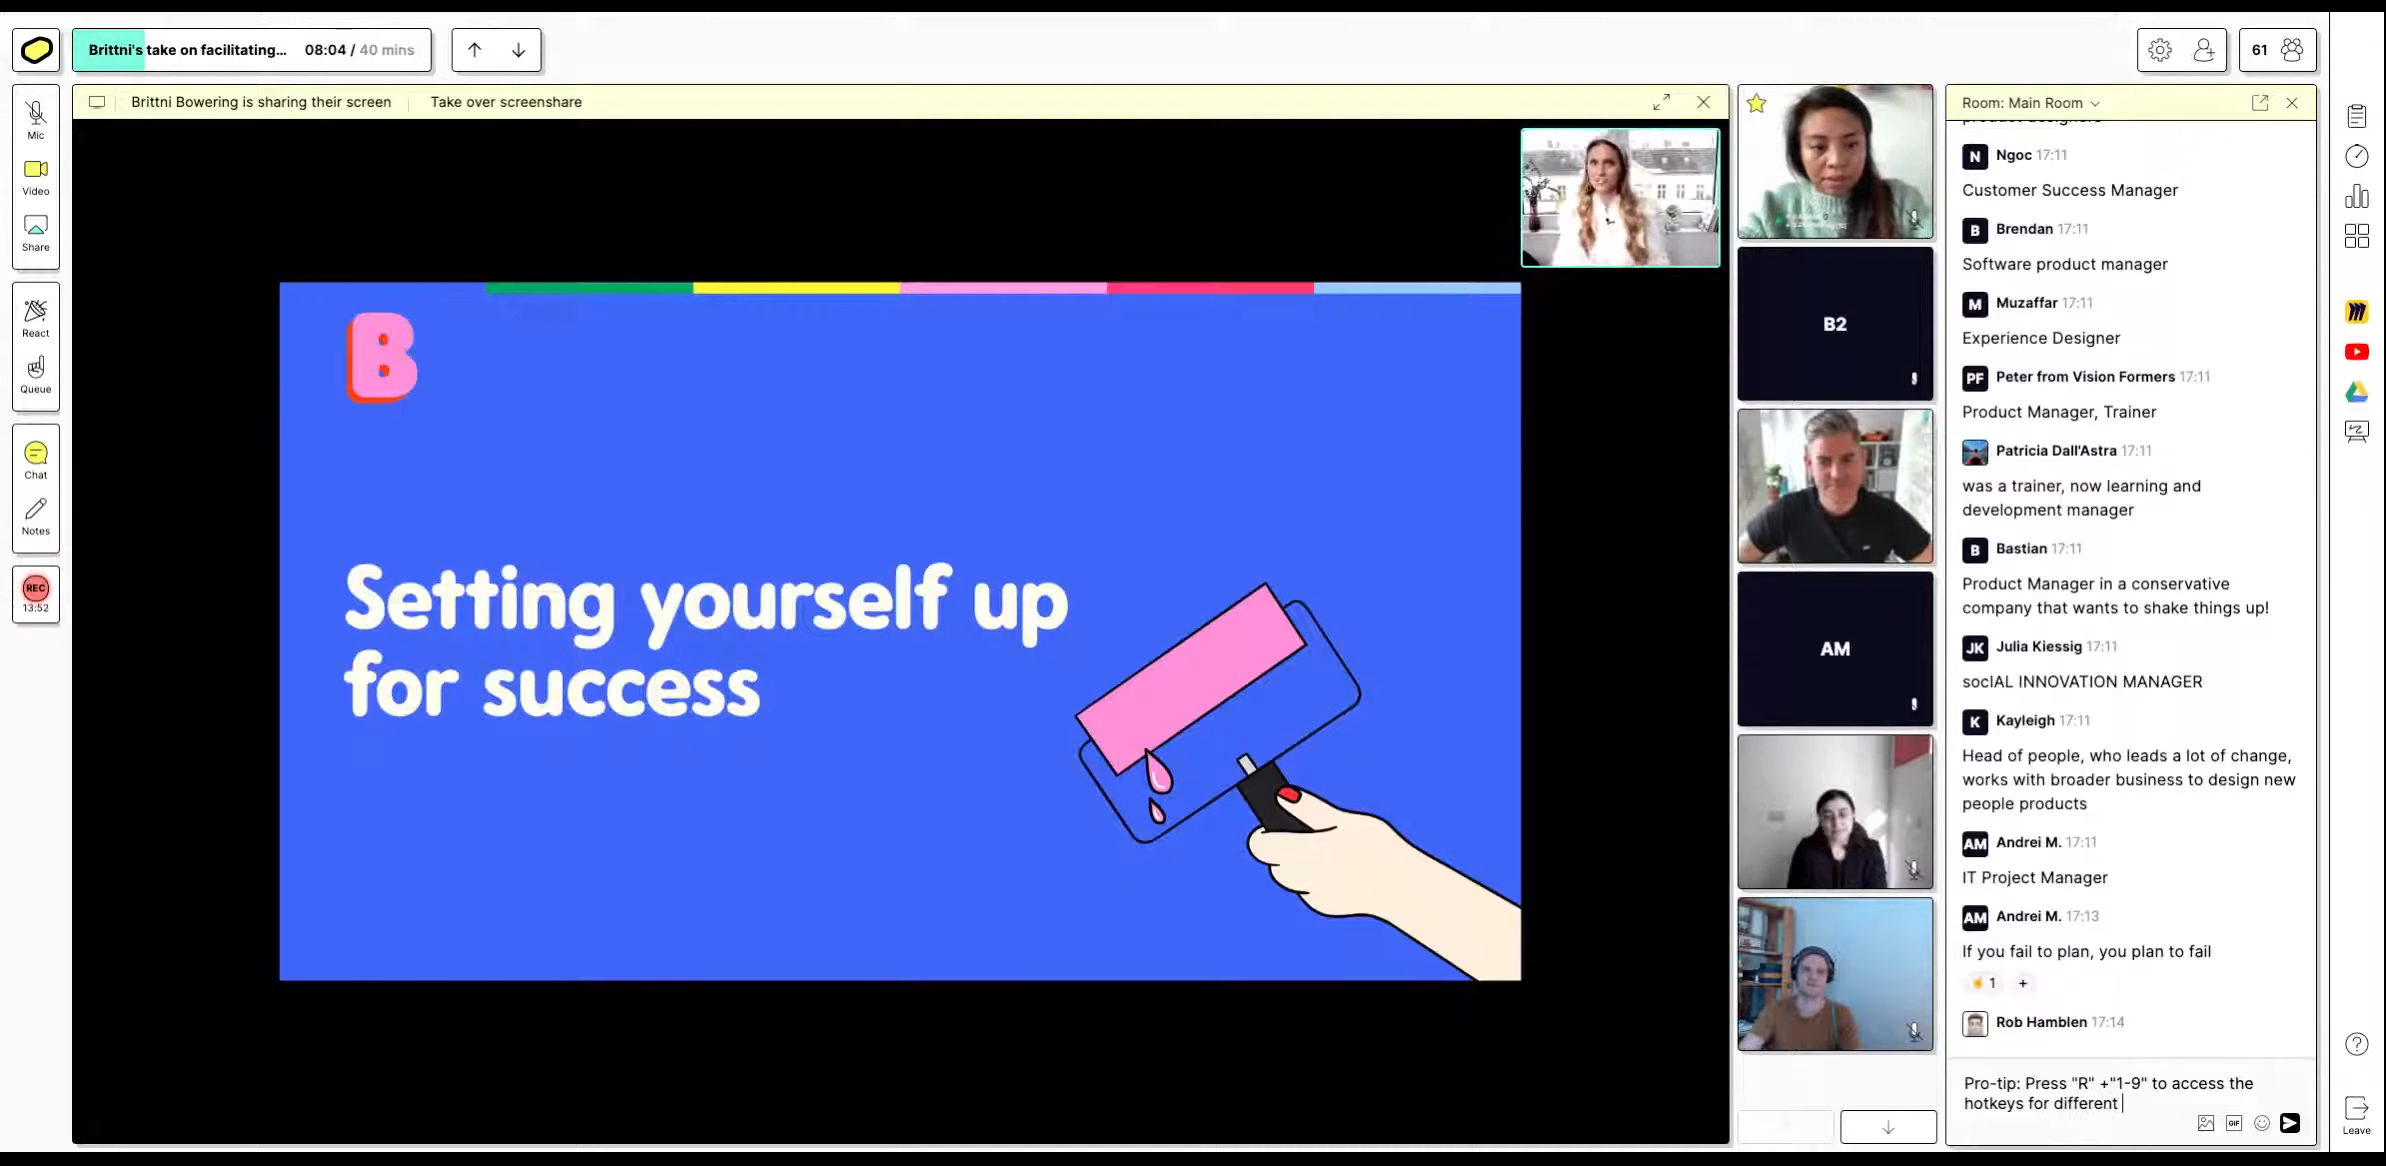 Brittni's take on facilitating... 08:04 / 40 mins
61
Mic
Video
Share
React
Queue
Chat
Notes
REC
13:52
Brittni Bowering is sharing their screen
Take over screenshare
B
Setting yourself up
for success
B2
AM
Room: Main Room
N Ngoc 17:11
Customer Success Manager
B Brendan 17:11
Software product manager
M Muzaffar 17:11
Experience Designer
PF Peter from Vision Formers 17:11
Product Manager, Trainer
Patricia Dall'Astra 17:11
was a trainer, now learning and
development manager
B Bastian 17:11
Product Manager in a conservative
company that wants to shake things up!
JK Julia Kiessig 17:11
socIAL INNOVATION MANAGER
K Kayleigh 17:11
Head of people, who leads a lot of change,
works with broader business to design new
people products
AM Andrei M. 17:11
IT Project Manager
AM Andrei M. 17:13
If you fail to plan, you plan to fail
1 +
Rob Hamblen 17:14
Pro-tip: Press "R" +"1-9" to access the
hotkeys for different
GIF
Leave